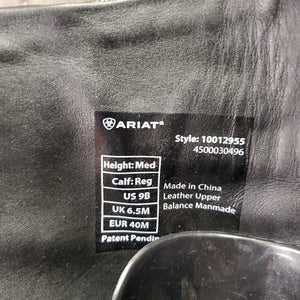 ARIAT®
Style: 10012955
4500030496
Height: Med
Calf: Reg
US 9B
UK 6.5M
EUR 40M
Patent Pending
Made in China
Leather Upper
Balance Manmade